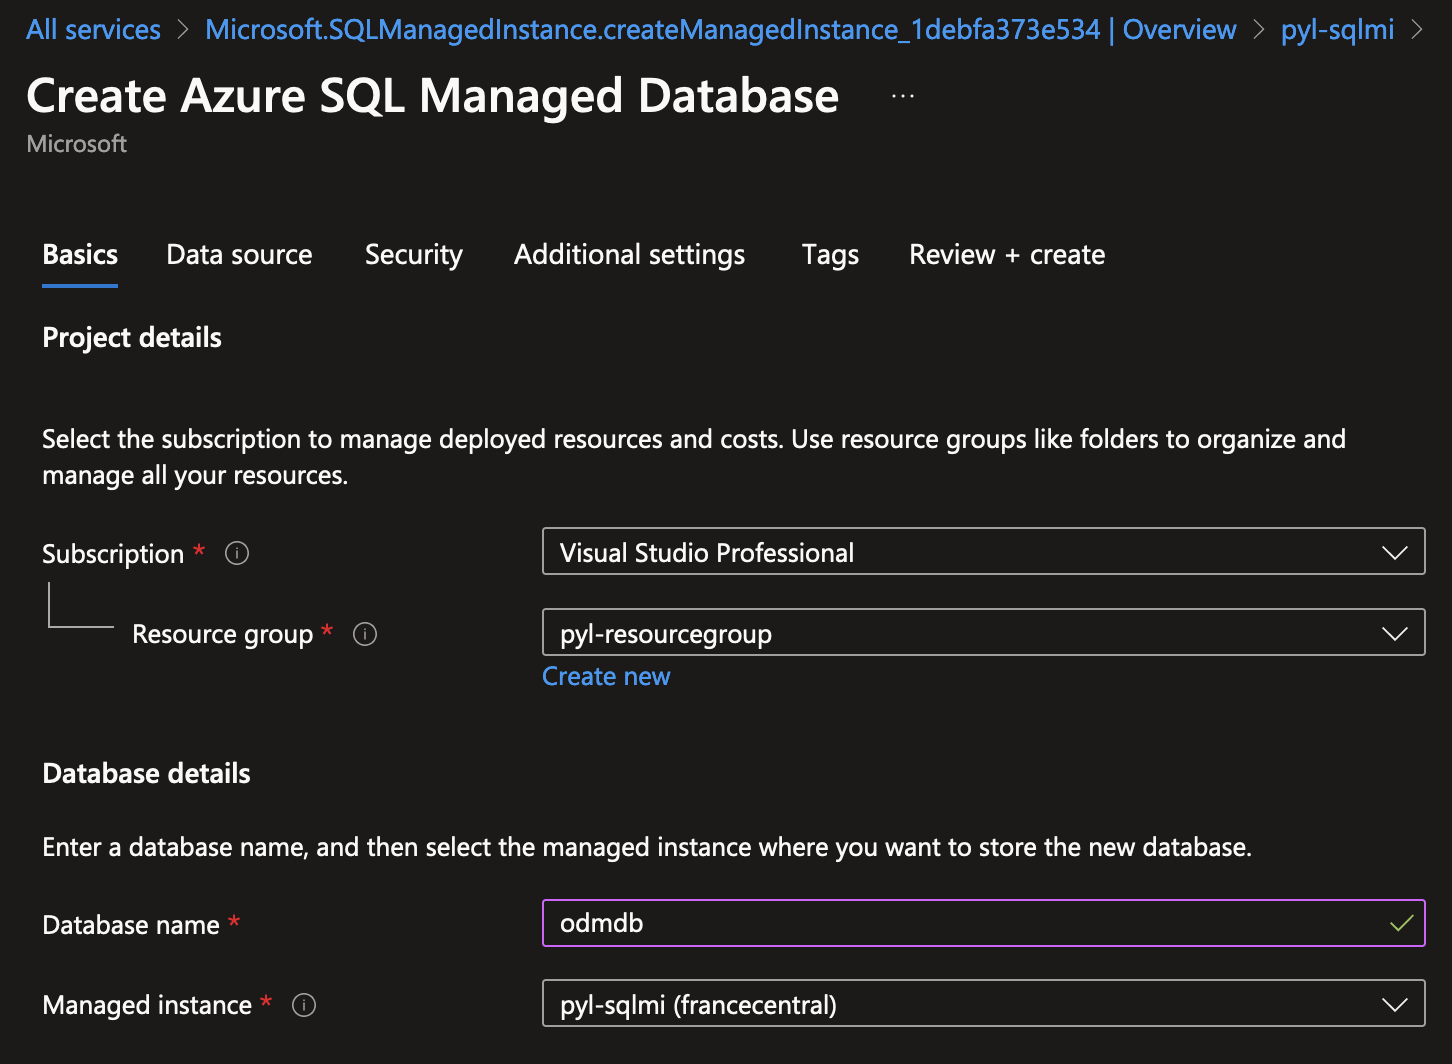 All services > Microsoft.SQLManagedInstance.createManagedInstance_1debfa373e534 | Overview > pyl-sqlmi >
Create Azure SQL Managed Database ...
Microsoft
Basics Data source Security Additional settings Tags Review + create
Project details
Select the subscription to manage deployed resources and costs. Use resource groups like folders to organize and
manage all your resources.
Subscription * Visual Studio Professional
Resource group * pyl-resourcegroup
Create new
Database details
Enter a database name, and then select the managed instance where you want to store the new database.
Database name * odmdb
Managed instance * pyl-sqlmi (francecentral)